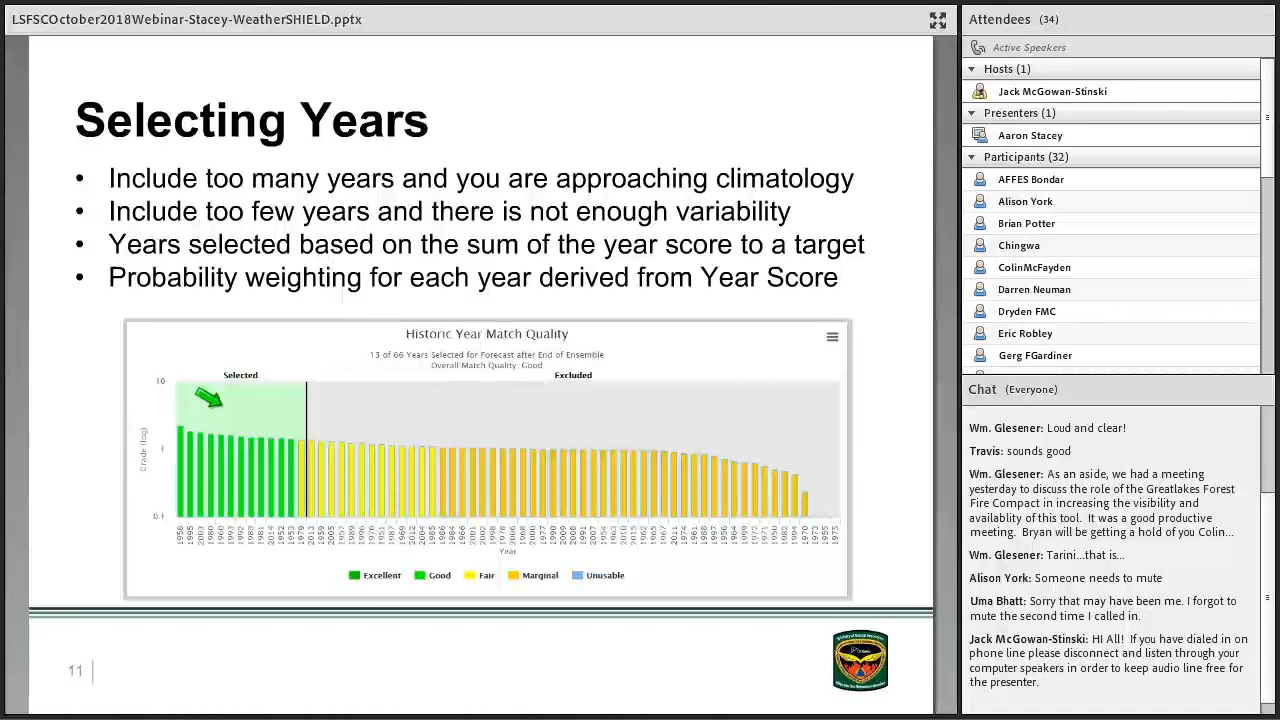 LSFSCOctober2018Webinar-Stacey-WeatherSHIELD.pptx
Selecting Years
• Include too many years and you are approaching climatology
• Include too few years and there is not enough variability
• Years selected based on the sum of the year score to a target
• Probability weighting for each year derived from Year Score
Historic Year Match Quality
13 of 66 Years Selected for Forecast after End of Ensemble
Overall Match Quality: Good
Selected
Excluded
10
1
0.1
Grade (log)
Year
Excellent
Good
Fair
Marginal
Unusable
11
Attendees (34)
Active Speakers
Hosts (1)
Jack McGowan-Stinski
Presenters (1)
Aaron Stacey
Participants (32)
AFFES Bondar
Alison York
Brian Potter
Chingwa
ColinMcFayden
Darren Neuman
Dryden FMC
Eric Robley
Gerg FGardiner
Chat (Everyone)
Wm. Glesener: Loud and clear!
Travis: sounds good
Wm. Glesener: As an aside, we had a meeting
yesterday to discuss the role of the Greatlakes Forest
Fire Compact in increasing the visibility and
availablity of this tool. It was a good productive
meeting. Bryan will be getting a hold of you Colin...
Wm. Glesener: Tarini...that is...
Alison York: Someone needs to mute
Uma Bhatt: Sorry that may have been me. I forgot to
mute the second time I called in.
Jack McGowan-Stinski: HI All! If you have dialed in on
phone line please disconnect and listen through your
computer speakers in order to keep audio line free for
the presenter.